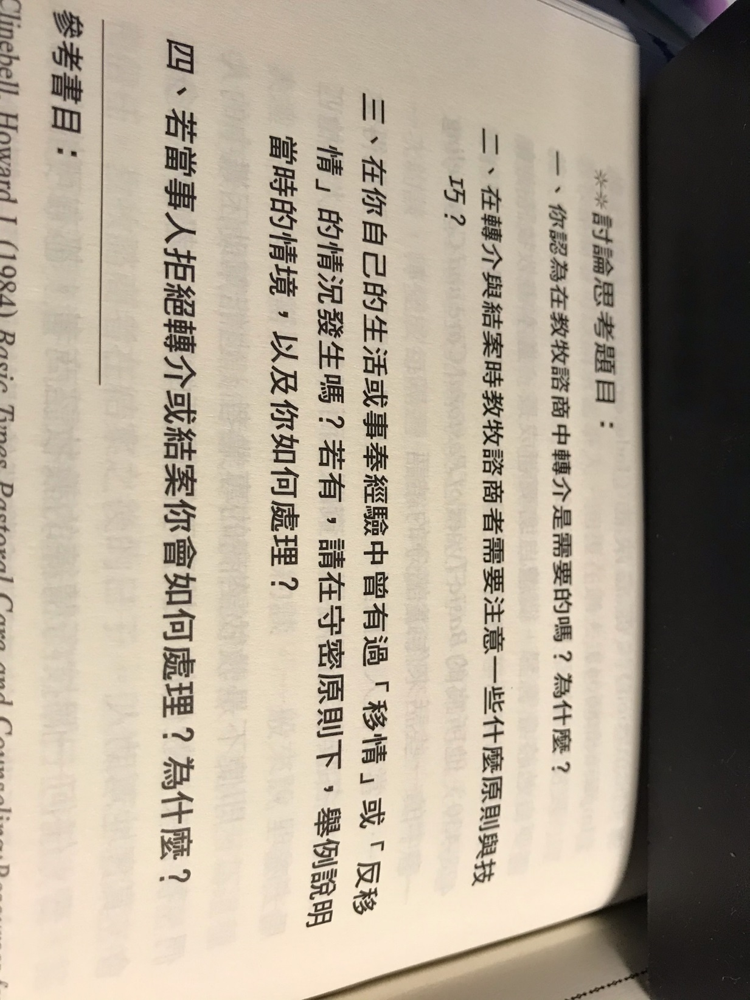 ※※討論思考題目：
一、你認為在教牧諮商中轉介是需要的嗎？為什麼？
二、在轉介與結案時教牧諮商者需要注意一些什麼原則與技
巧？
三、在你自己的生活或事奉經驗中曾有過「移情」或「反移
情」的情況發生嗎？若有，請在守密原則下，舉例說明
當時的情境，以及你如何處理？
四、若當事人拒絕轉介或結案你會如何處理？為什麼？
參考書目：
Clinebell, Howard J. (1984) Basic Types Pastoral Care and Counseling: Resources for